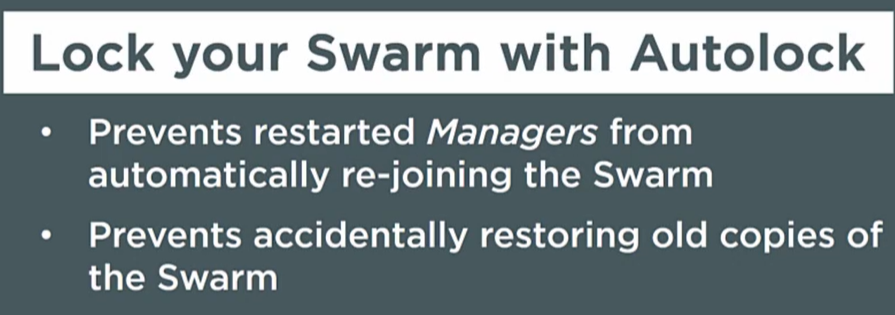 Lock your Swarm with Autolock
• Prevents restarted Managers from
automatically re-joining the Swarm
• Prevents accidentally restoring old copies of
the Swarm